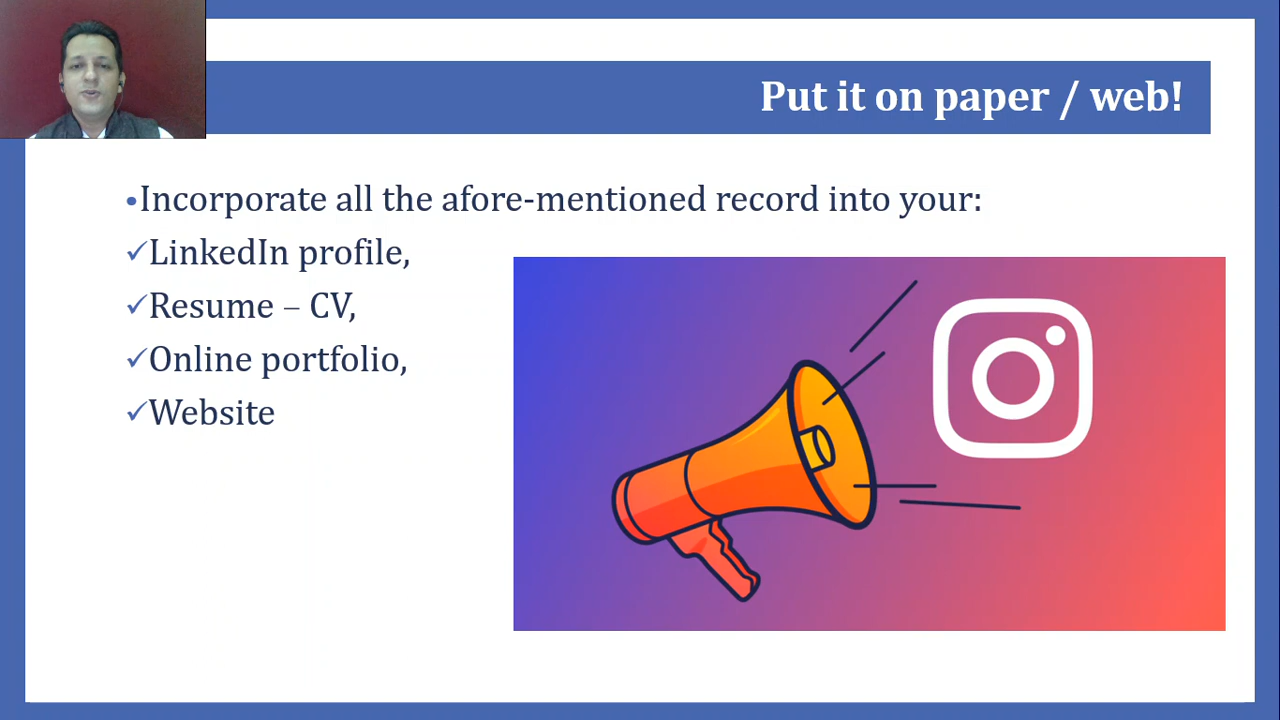 Put it on paper / web!
•Incorporate all the afore-mentioned record into your:
✓LinkedIn profile,
✓Resume – CV,
✓Online portfolio,
✓Website